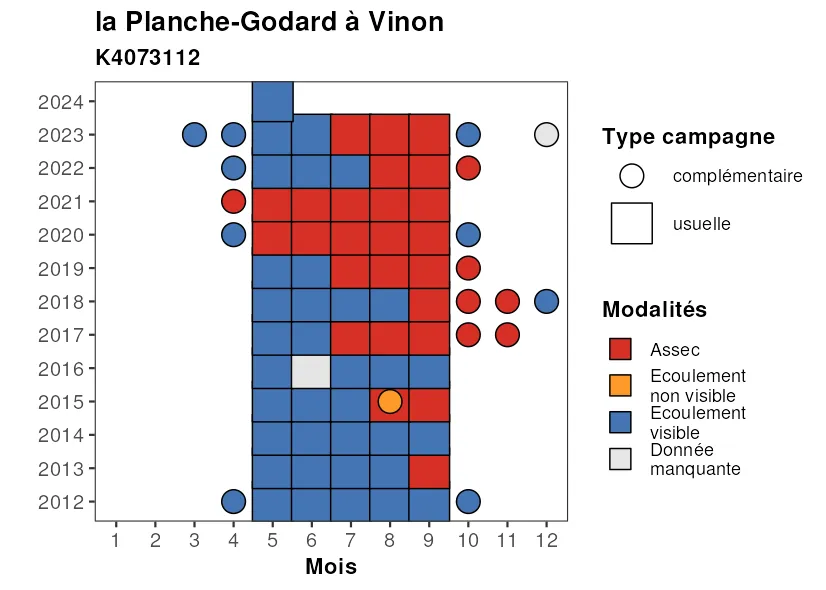 la Planche-Godard à Vinon
K4073112
2024
2023
2022
2021
2020
2019
2018
2017
2016
2015
2014
2013
2012
1 2 3 4 5 6 7 8 9 10 11 12
Mois
Type campagne
complémentaire
usuelle
Modalités
Assec
Ecoulement
non visible
Ecoulement
visible
Donnée
manquante